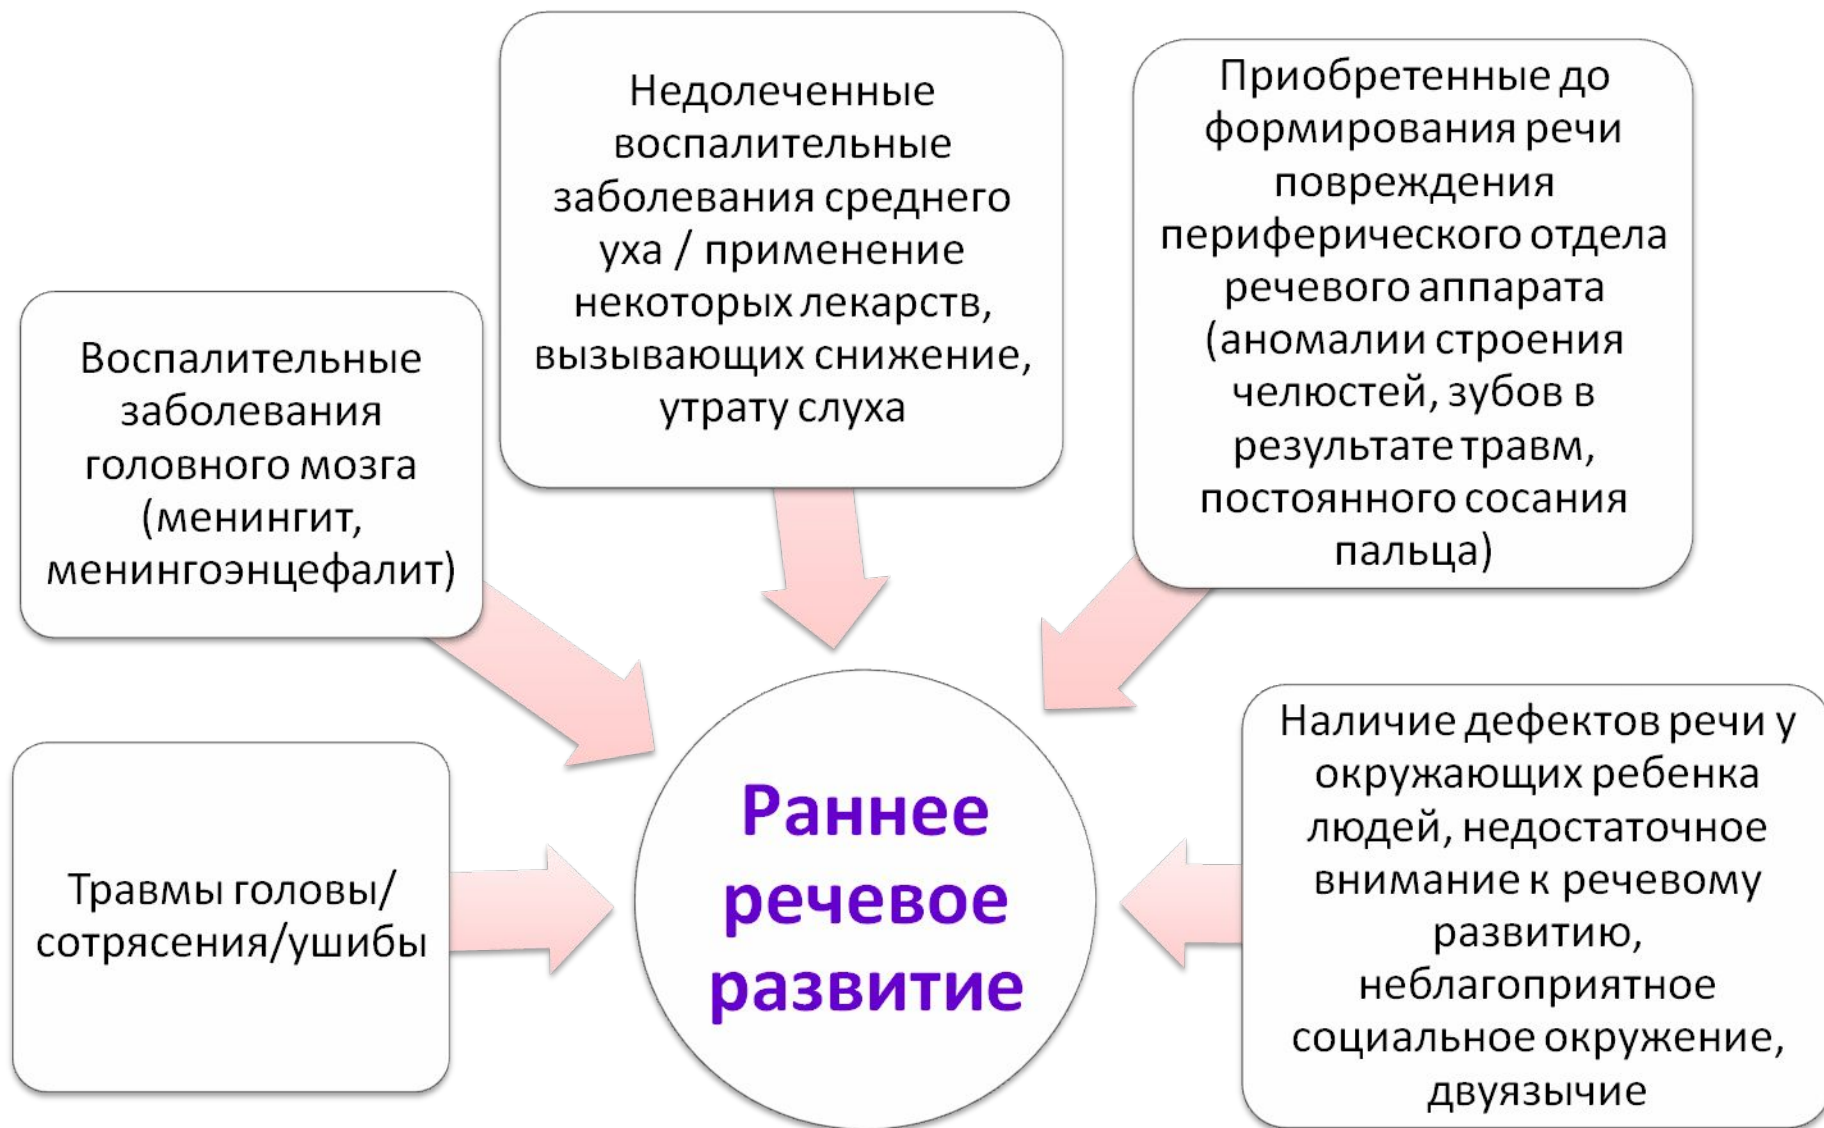 Недолеченные
воспалительные
заболевания среднего
уха / применение
некоторых лекарств,
вызывающих снижение,
утрату слуха
Приобретенные до
формирования речи
повреждения
периферического отдела
речевого аппарата
(аномалии строения
челюстей, зубов в
результате травм,
постоянного сосания
пальца)
Воспалительные
заболевания
головного мозга
(менингит,
менингоэнцефалит)
Травмы головы/
сотрясения/ушибы
Раннее
речевое
развитие
Наличие дефектов речи у
окружающих ребенка
людей, недостаточное
внимание к речевому
развитию,
неблагоприятное
социальное окружение,
двуязычие